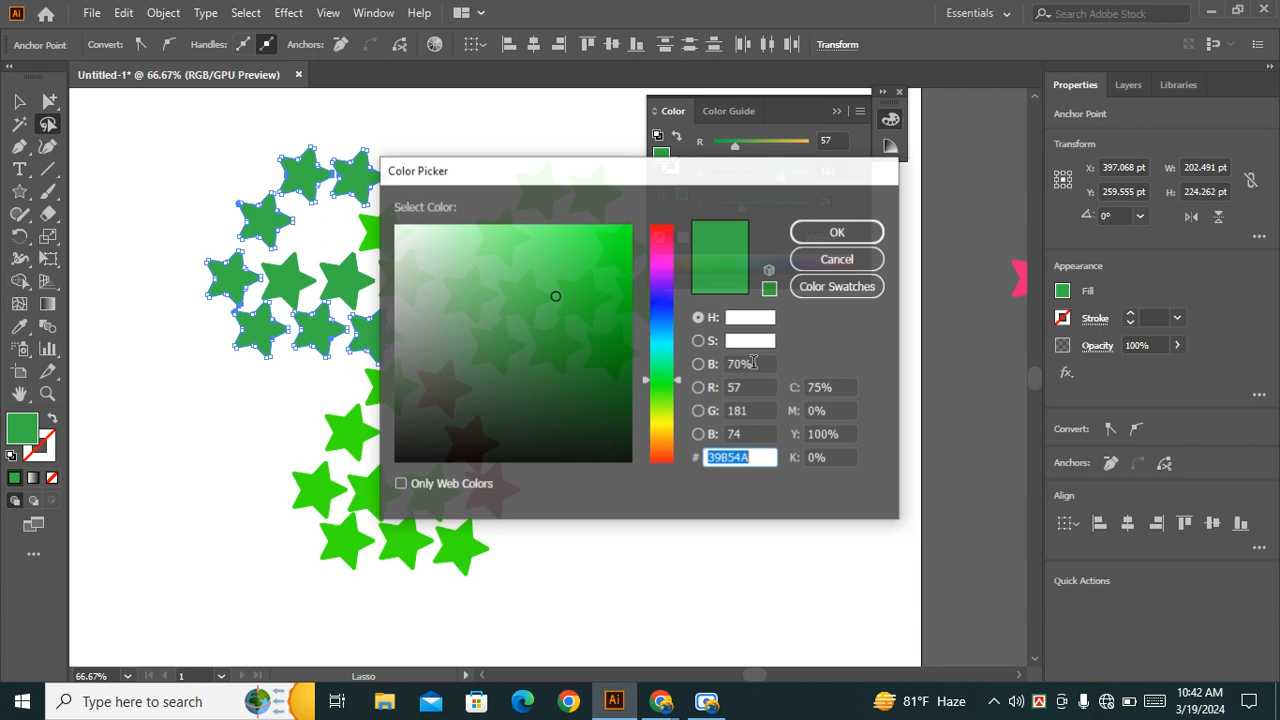 Ai File Edit Object Type Select Effect View Window Help Essentials Search Adobe Stock
Anchor Point Convert: Handles: Anchors: Transform
Untitled-1* @ 66.67% (RGB/GPU Preview) ×
Color Color Guide
R 57
Properties Layers Libraries
Anchor Point
Transform
X: 397.068 pt W: 202.491 pt
Y: 259.555 pt H: 224.262 pt
0°
Appearance
Fill
Stroke
Opacity 100%
fx.
Convert:
Anchors:
Align
Quick Actions
Color Picker
Select Color:
OK
Cancel
Color Swatches
H:
S:
B: 70%
R: 57 C: 75%
G: 181 M: 0%
B: 74 Y: 100%
# 39B54A K: 0%
Only Web Colors
66.67% 1 Lasso
Type here to search
Ai
81°F Haze
3/19/2024